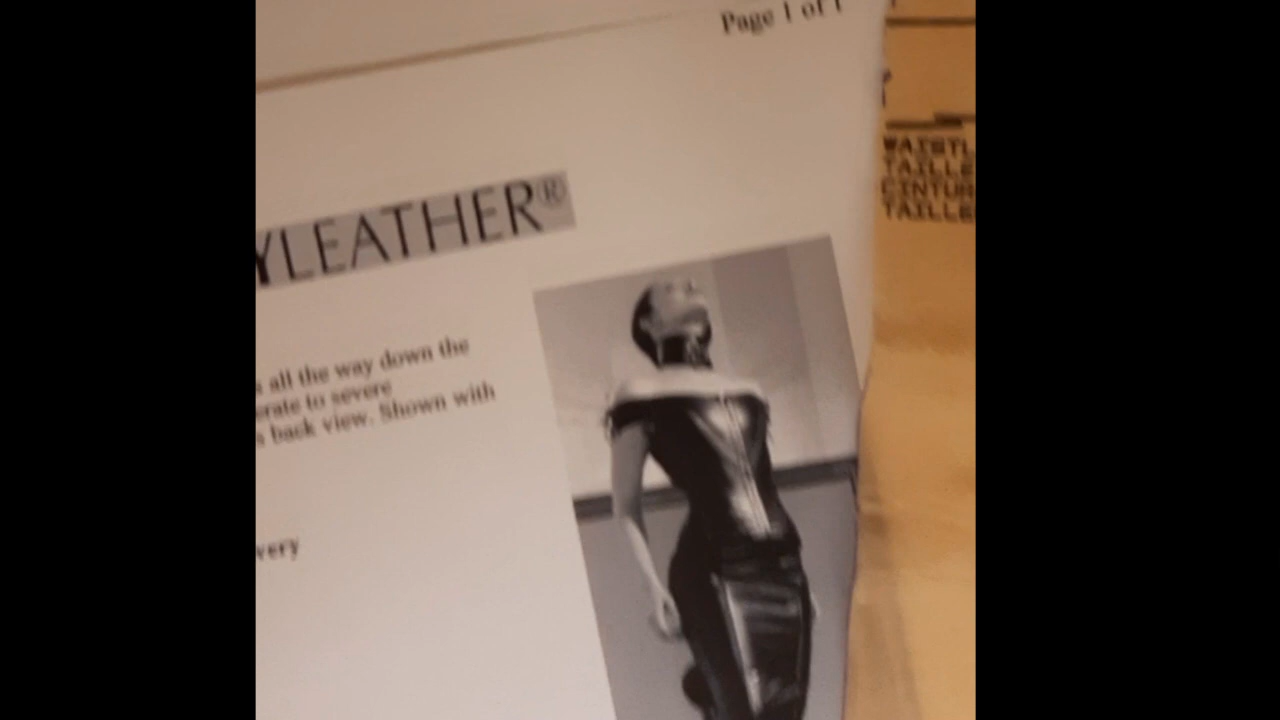 Page 1 of 1
YLEATHER®
s all the way down the
erate to severe
s back view. Shown with
very
WAISTL
TAILLE
CINTUR
TAILLE